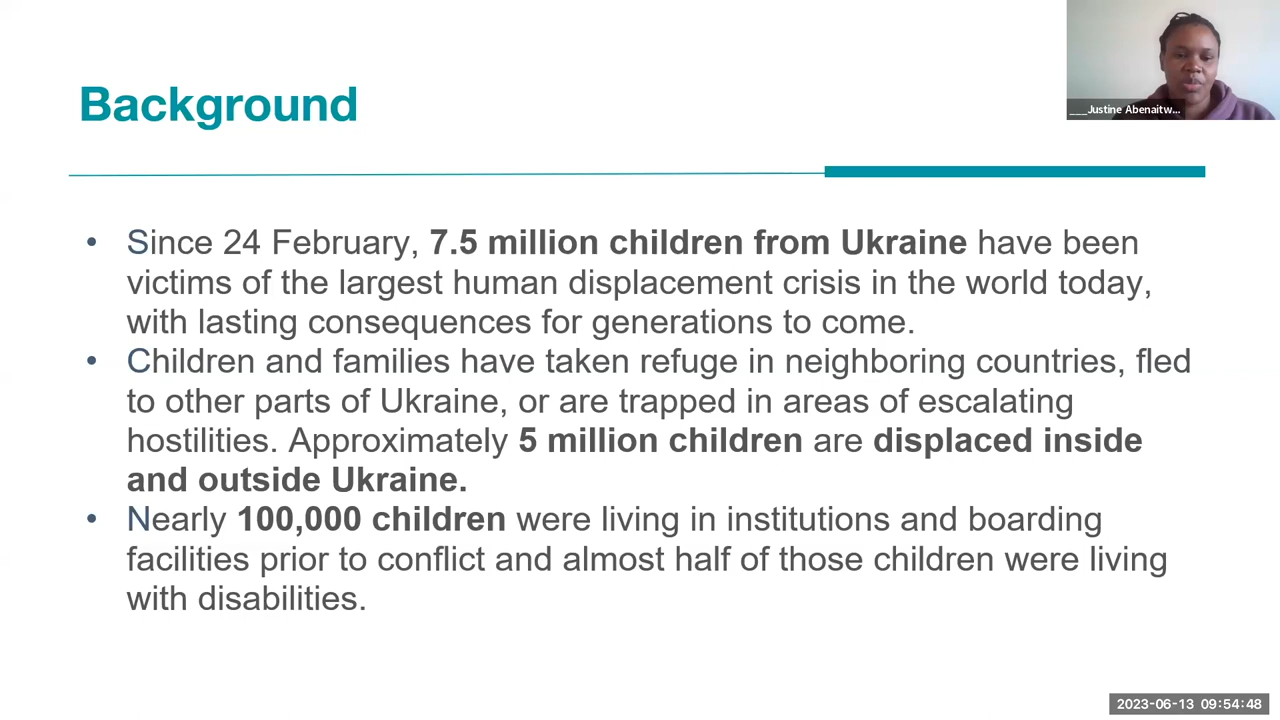 Background
___Justine Abenaitw...
Since 24 February, 7.5 million children from Ukraine have been
victims of the largest human displacement crisis in the world today,
with lasting consequences for generations to come.
Children and families have taken refuge in neighboring countries, fled
to other parts of Ukraine, or are trapped in areas of escalating
hostilities. Approximately 5 million children are displaced inside
and outside Ukraine.
Nearly 100,000 children were living in institutions and boarding
facilities prior to conflict and almost half of those children were living
with disabilities.
2023-06-13 09:54:48